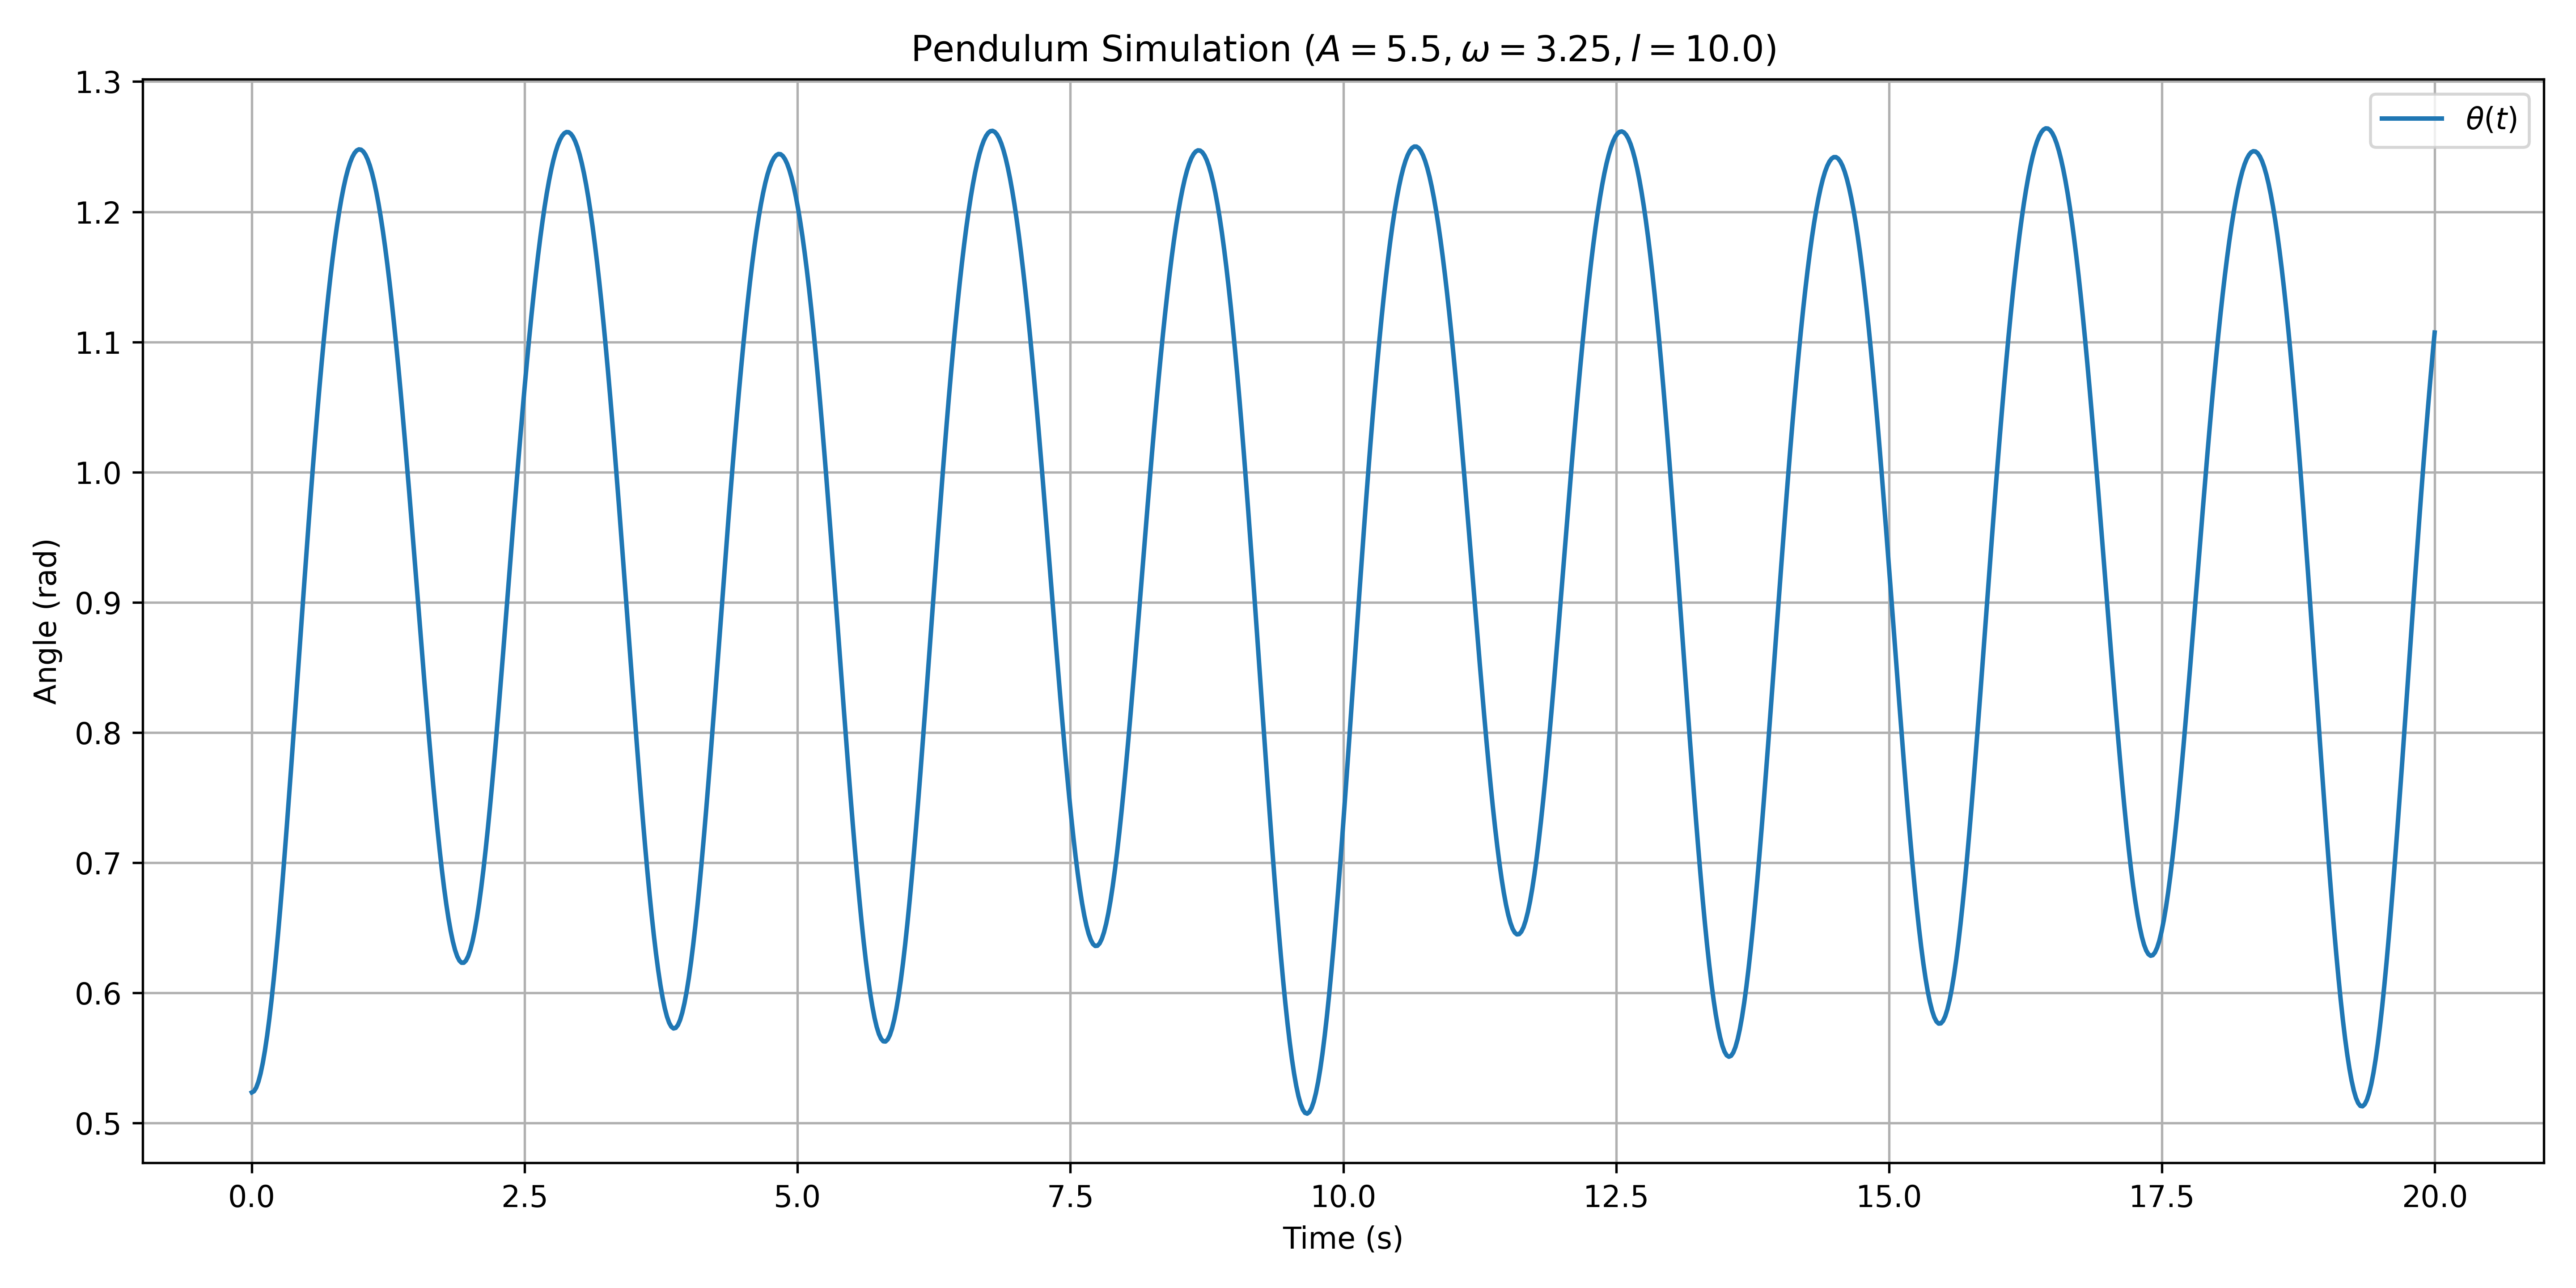 Pendulum Simulation (A = 5.5, ω = 3.25, l = 10.0)
θ(t)
Angle (rad)
1.3
1.2
1.1
1.0
0.9
0.8
0.7
0.6
0.5
0.0 2.5 5.0 7.5 10.0 12.5 15.0 17.5 20.0
Time (s)